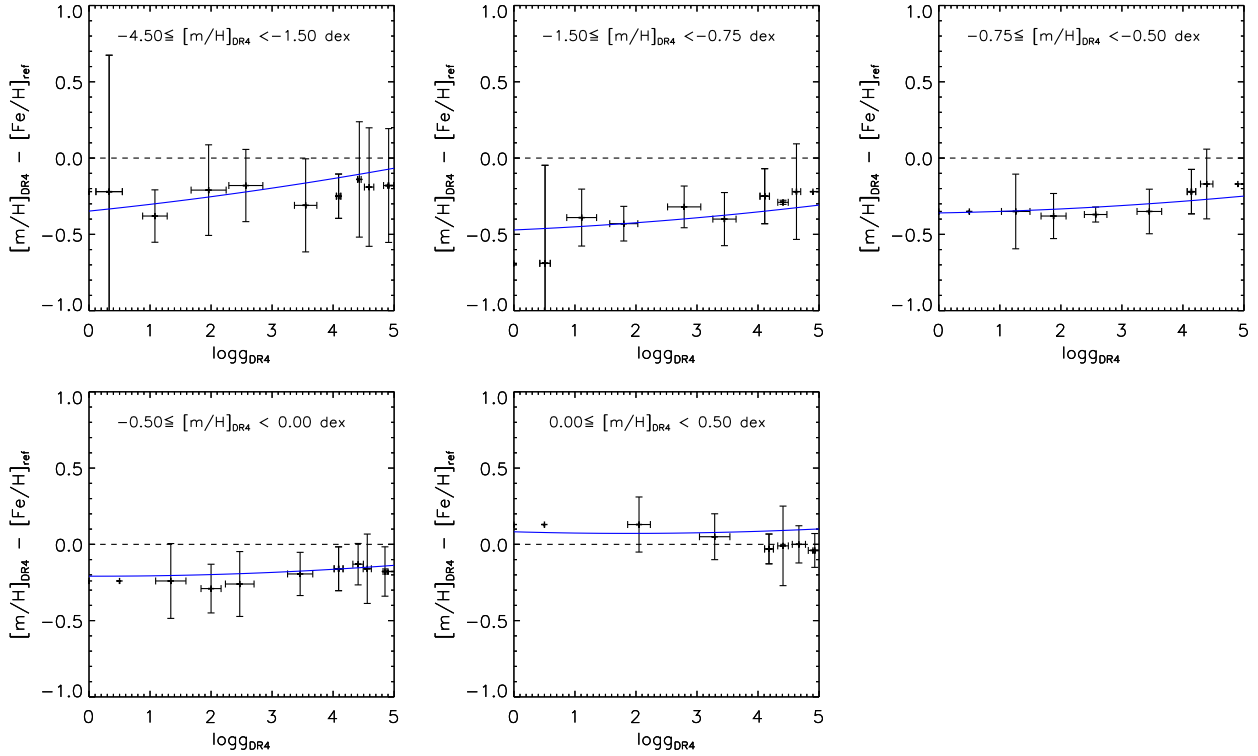 −4.50≤ [m/H]DR4 <−1.50 dex
[m/H]DR4 − [Fe/H]ref
1.0
0.5
0.0
−0.5
−1.0
0 1 2 3 4 5
loggDR4
−1.50≤ [m/H]DR4 <−0.75 dex
[m/H]DR4 − [Fe/H]ref
1.0
0.5
0.0
−0.5
−1.0
0 1 2 3 4 5
loggDR4
−0.75≤ [m/H]DR4 <−0.50 dex
[m/H]DR4 − [Fe/H]ref
1.0
0.5
0.0
−0.5
−1.0
0 1 2 3 4 5
loggDR4
−0.50≤ [m/H]DR4 < 0.00 dex
[m/H]DR4 − [Fe/H]ref
1.0
0.5
0.0
−0.5
−1.0
0 1 2 3 4 5
loggDR4
0.00≤ [m/H]DR4 < 0.50 dex
[m/H]DR4 − [Fe/H]ref
1.0
0.5
0.0
−0.5
−1.0
0 1 2 3 4 5
loggDR4